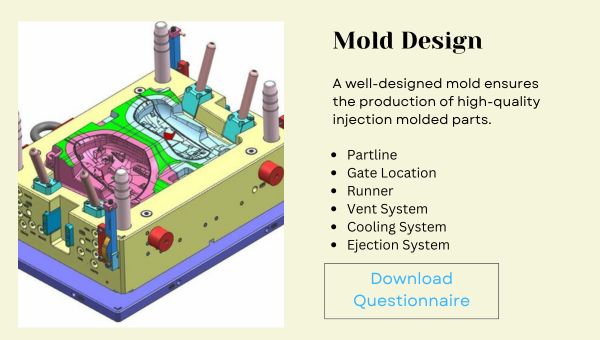 Mold Design
A well-designed mold ensures
the production of high-quality
injection molded parts.
Partline
Gate Location
Runner
Vent System
Cooling System
Ejection System
Download
Questionnaire